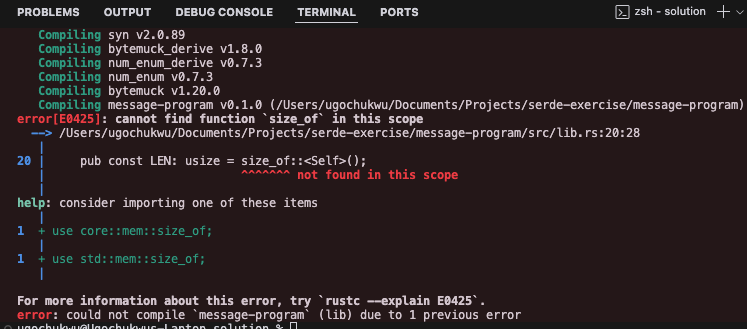 PROBLEMS OUTPUT DEBUG CONSOLE TERMINAL PORTS zsh - solution
Compiling syn v2.0.89
Compiling bytemuck_derive v1.8.0
Compiling num_enum_derive v0.7.3
Compiling num_enum v0.7.3
Compiling bytemuck v1.20.0
Compiling message-program v0.1.0 (/Users/ugochukwu/Documents/Projects/serde-exercise/message-program)
error[E0425]: cannot find function `size_of` in this scope
--> /Users/ugochukwu/Documents/Projects/serde-exercise/message-program/src/lib.rs:20:28
|
20 | pub const LEN: usize = size_of::<Self>();
| ^^^^^^^ not found in this scope
|
help: consider importing one of these items
|
1 + use core::mem::size_of;
|
1 + use std::mem::size_of;
|
For more information about this error, try `rustc --explain E0425`.
error: could not compile `message-program` (lib) due to 1 previous error
ugochukwu@Ugochukwus-Laptop solution %